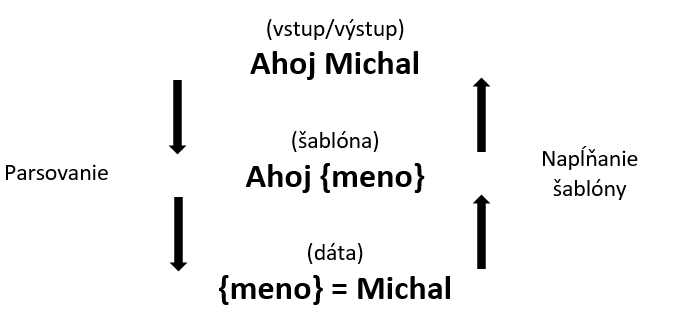 (vstup/výstup)
Ahoj Michal
(šablóna)
Parsovanie
Ahoj {meno}
Napĺňanie
šablóny
(dáta)
{meno} = Michal